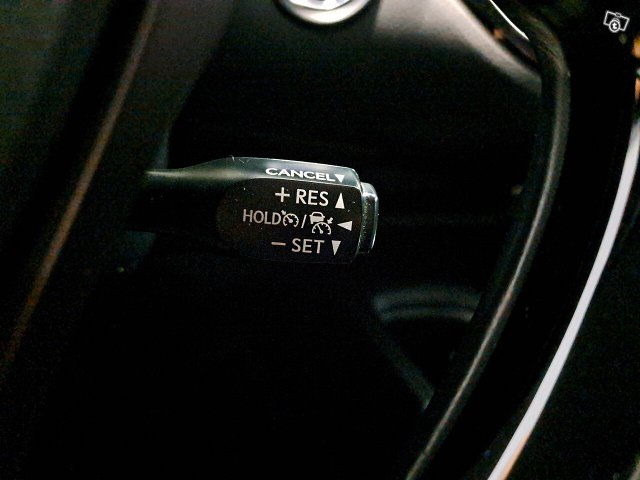 CANCEL▼
+ RES ▲
HOLD / ◄
− SET ▼